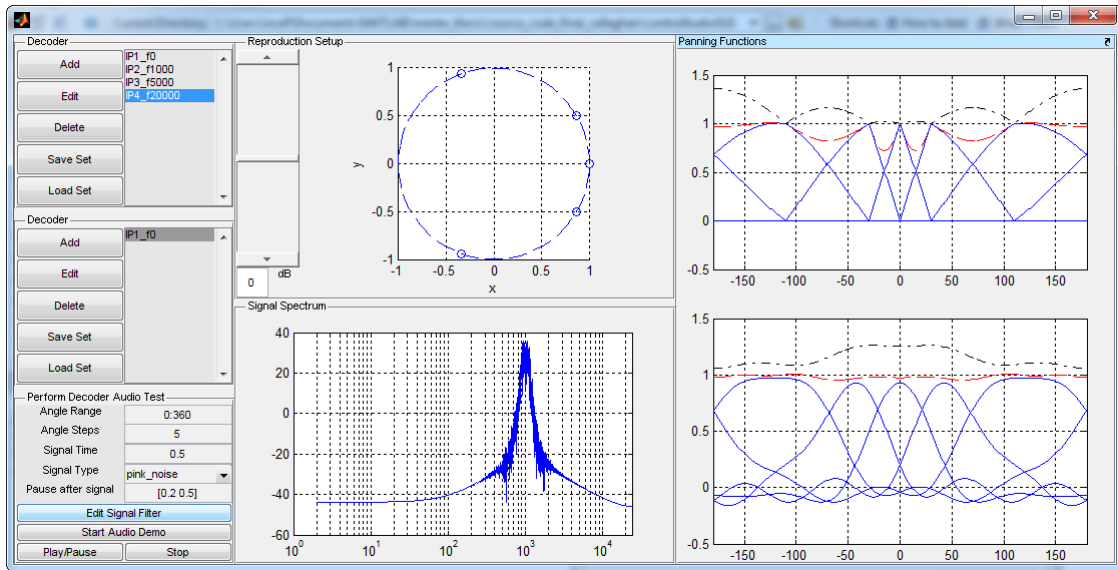 Decoder
Add
Edit
Delete
Save Set
Load Set
IP1_f0
IP2_f1000
IP3_f5000
IP4_f20000
Decoder
Add
Edit
Delete
Save Set
Load Set
IP1_f0
Perform Decoder Audio Test
Angle Range 0:360
Angle Steps 5
Signal Time 0.5
Signal Type pink_noise
Pause after signal [0.2 0.5]
Edit Signal Filter
Start Audio Demo
Play/Pause Stop
Reproduction Setup
0 dB
1
0.5
0
-0.5
-1
y
-1 -0.5 0 0.5 1
x
Signal Spectrum
40
20
0
-20
-40
-60
10^0 10^1 10^2 10^3 10^4
Panning Functions
1.5
1
0.5
0
-0.5
-150 -100 -50 0 50 100 150
1.5
1
0.5
0
-0.5
-150 -100 -50 0 50 100 150